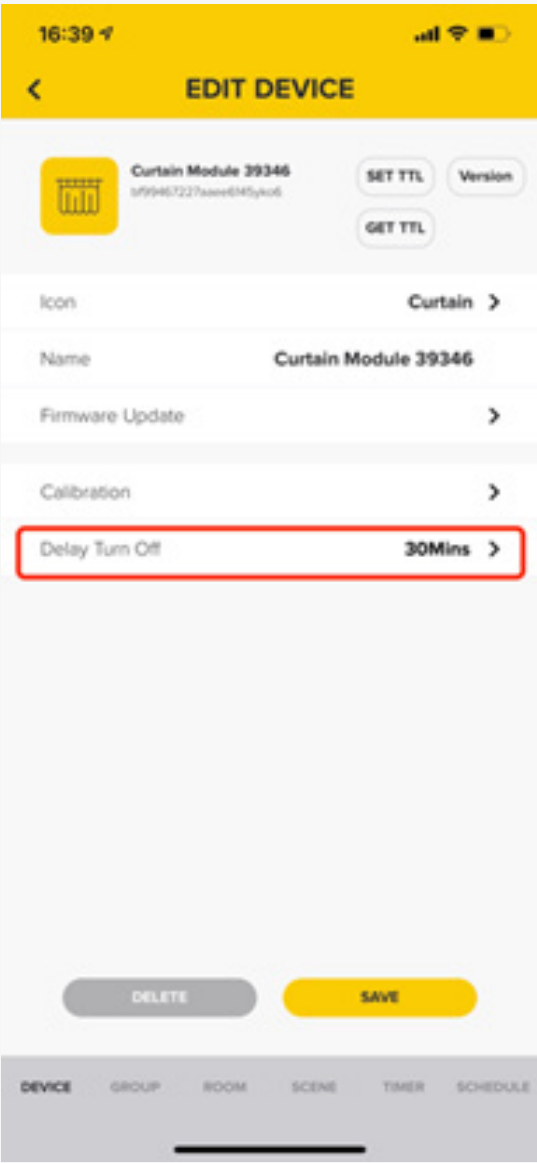 16:39
EDIT DEVICE
Curtain Module 39346
SET TTL
Version
GET TTL
Icon
Curtain
Name
Curtain Module 39346
Firmware Update
Calibration
Delay Turn Off
30Mins
DELETE
SAVE
DEVICE
GROUP
ROOM
SCENE
TIMER
SCHEDULE